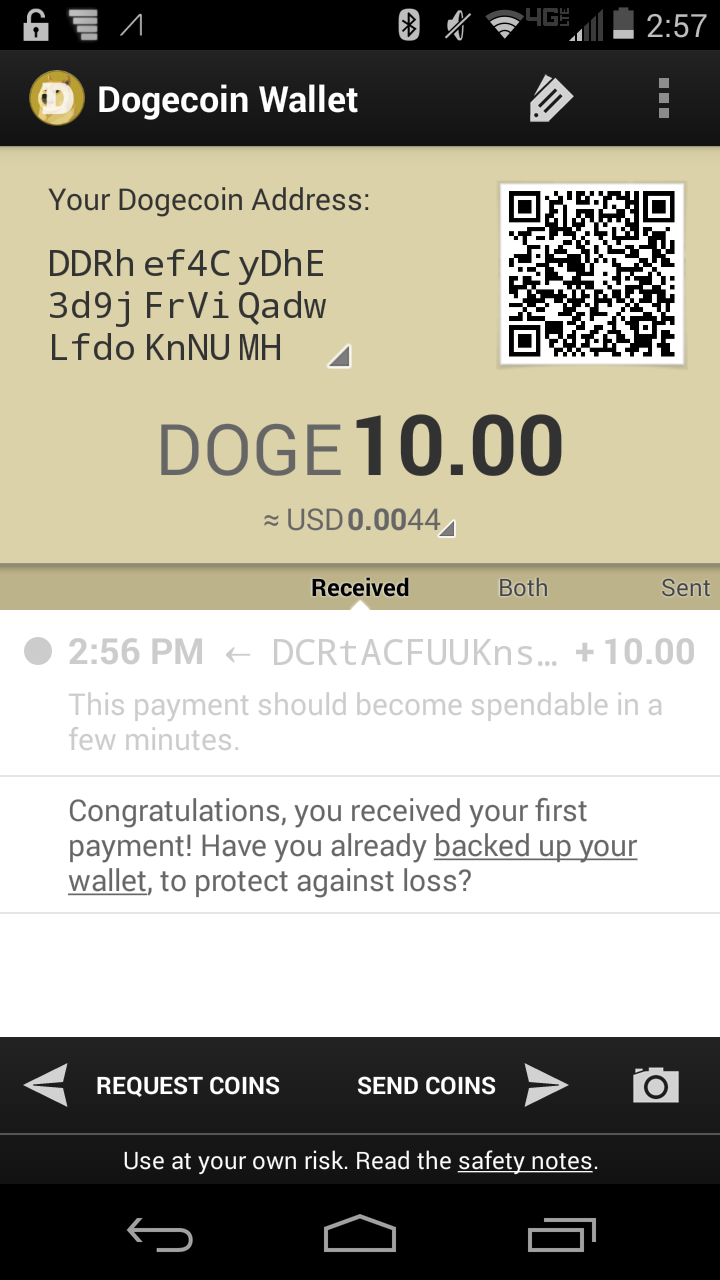 4G LTE 2:57
Dogecoin Wallet
Your Dogecoin Address:
DDRh ef4C yDhE
3d9j FrVi Qadw
Lfdo KnNU MH
DOGE 10.00
≈ USD 0.0044
Received Both Sent
2:56 PM ← DCRtACFUUKns… + 10.00
This payment should become spendable in a
few minutes.
Congratulations, you received your first
payment! Have you already backed up your
wallet, to protect against loss?
REQUEST COINS SEND COINS
Use at your own risk. Read the safety notes.